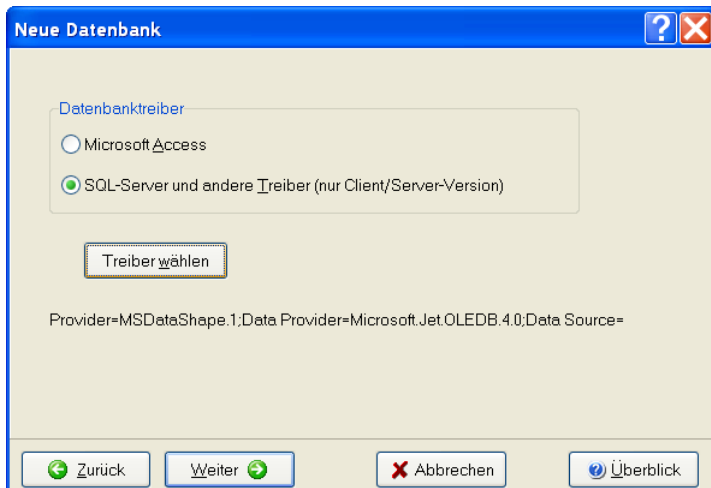 Neue Datenbank
Datenbanktreiber
Microsoft Access
SQL-Server und andere Treiber (nur Client/Server-Version)
Treiber wählen
Provider=MSDataShape.1;Data Provider=Microsoft.Jet.OLEDB.4.0;Data Source=
Zurück Weiter Abbrechen Überblick